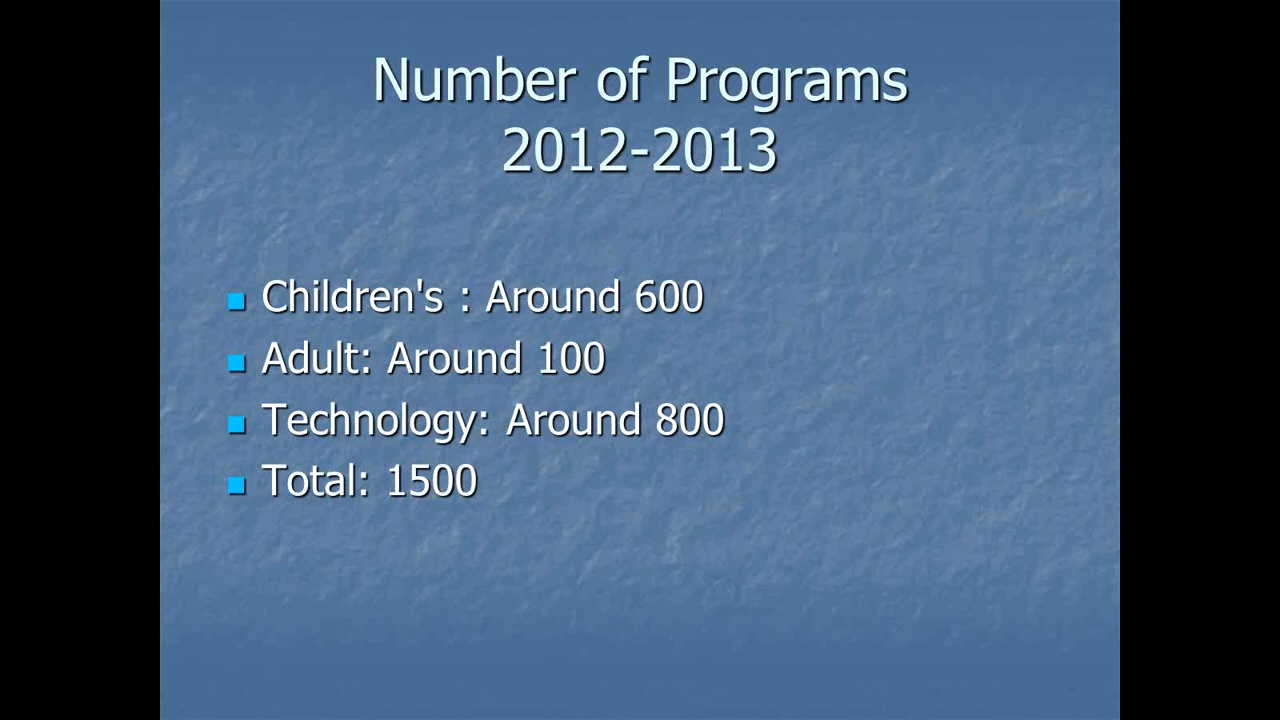 Number of Programs
2012-2013
Children's : Around 600
Adult: Around 100
Technology: Around 800
Total: 1500